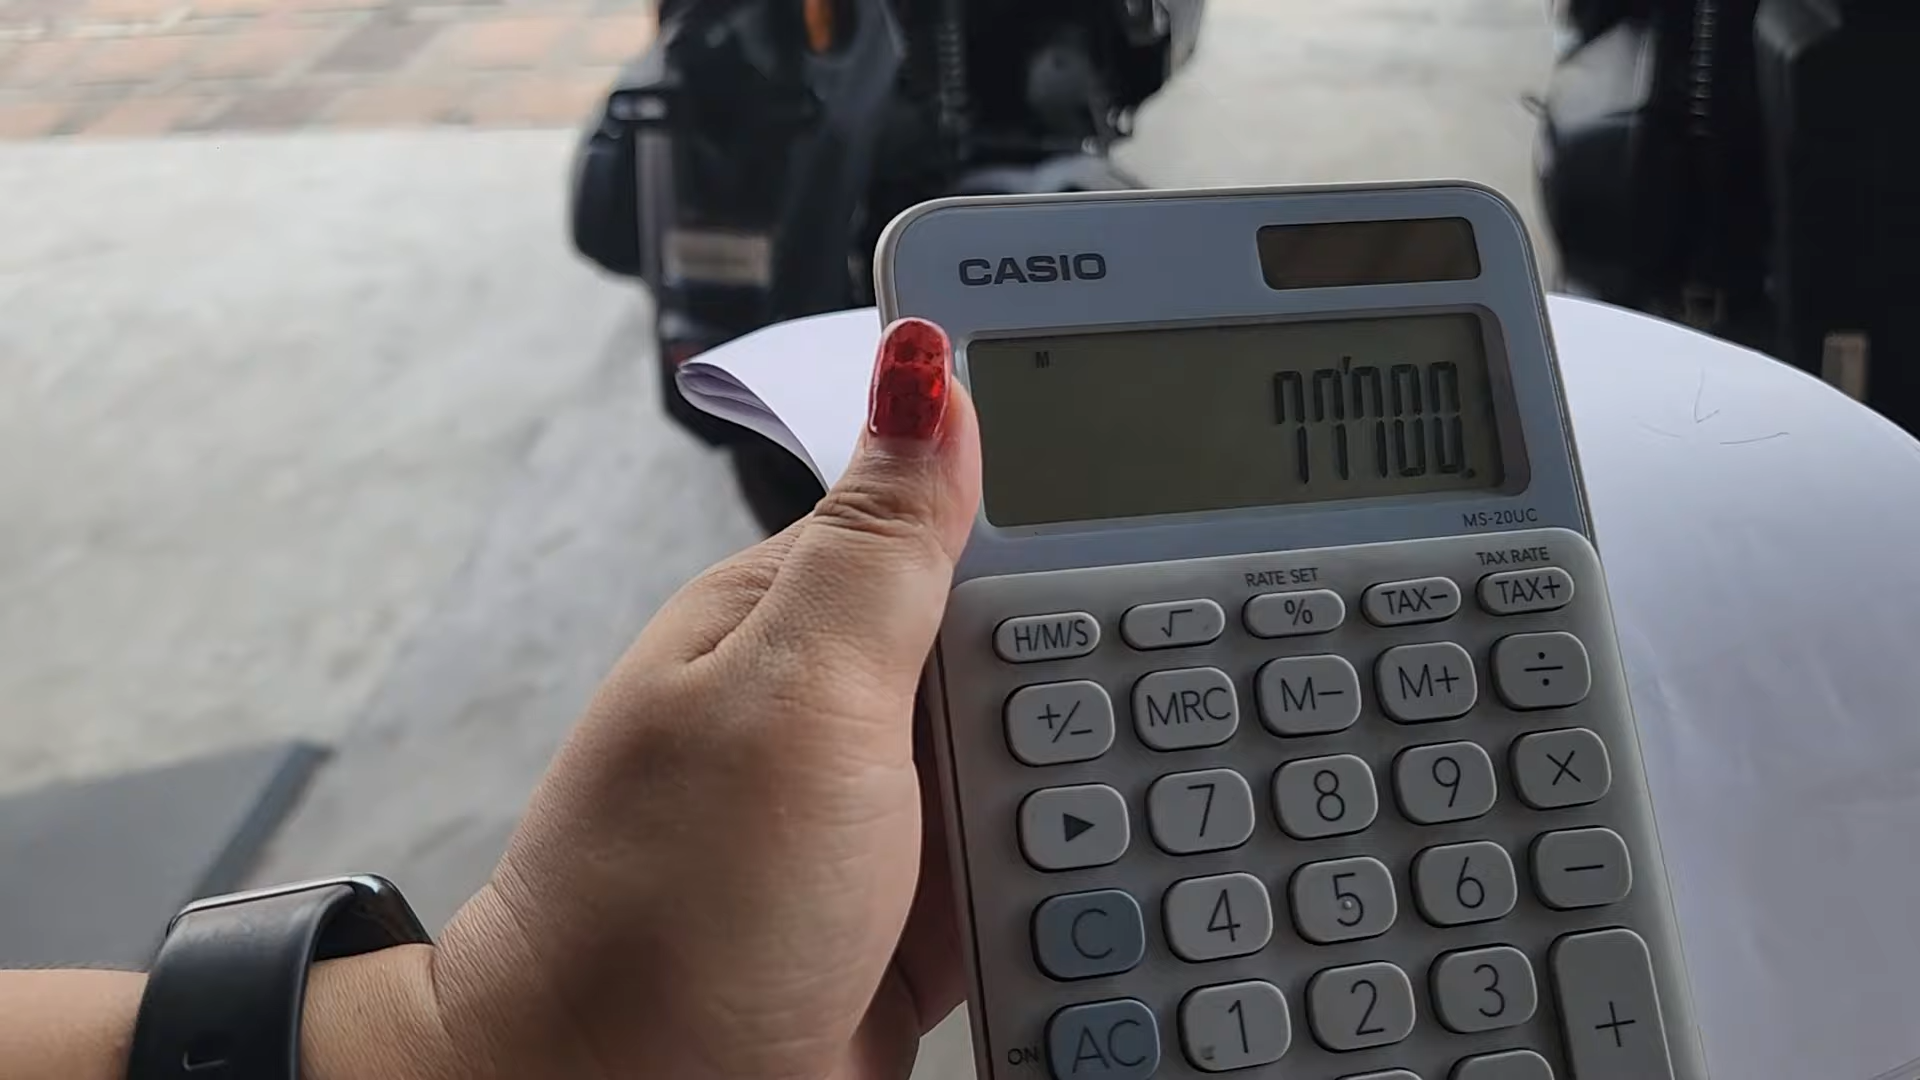 CASIO
M
77'700.
MS-20UC
RATE SET
TAX RATE
H/M/S √ % TAX− TAX+
+/− MRC M− M+ ÷
▶ 7 8 9 ×
C 4 5 6 −
ON AC 1 2 3 +